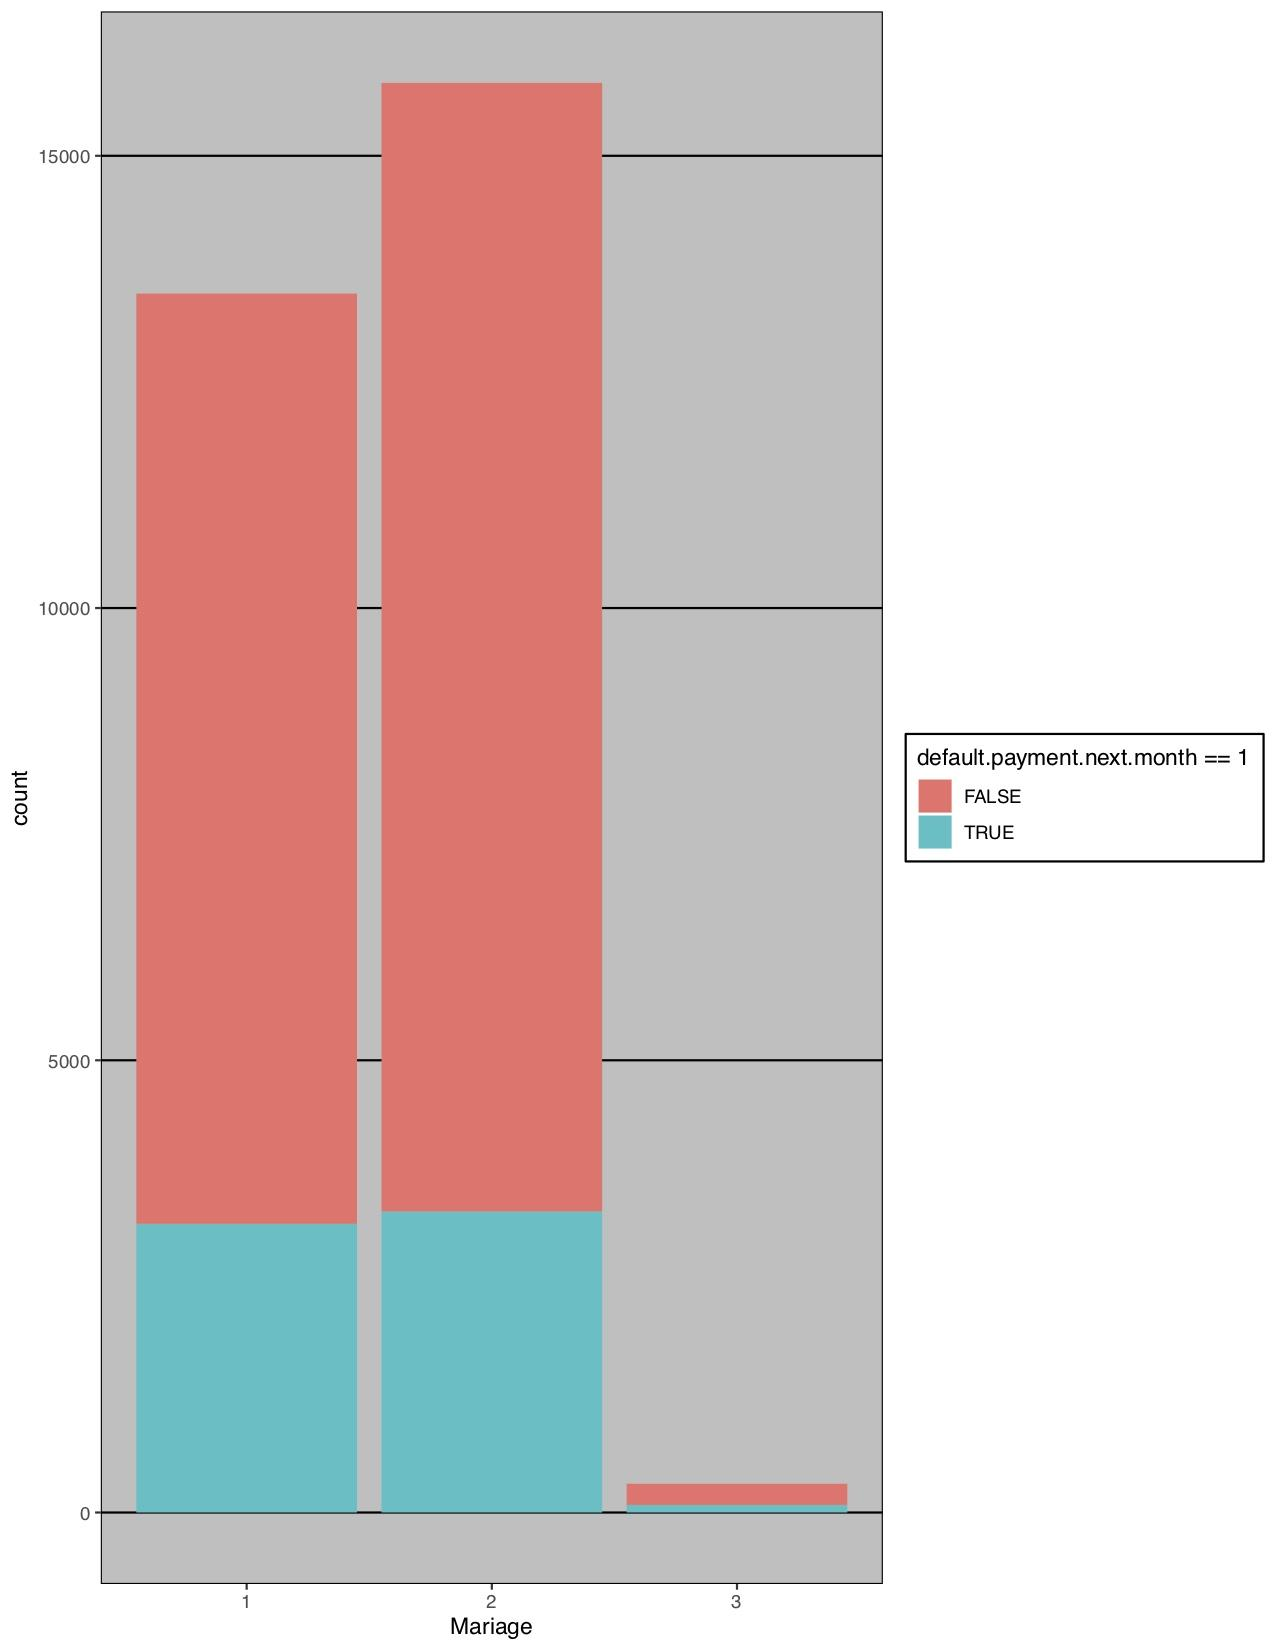 15000
10000
5000
0
count
1
2
3
Mariage
default.payment.next.month == 1
FALSE
TRUE